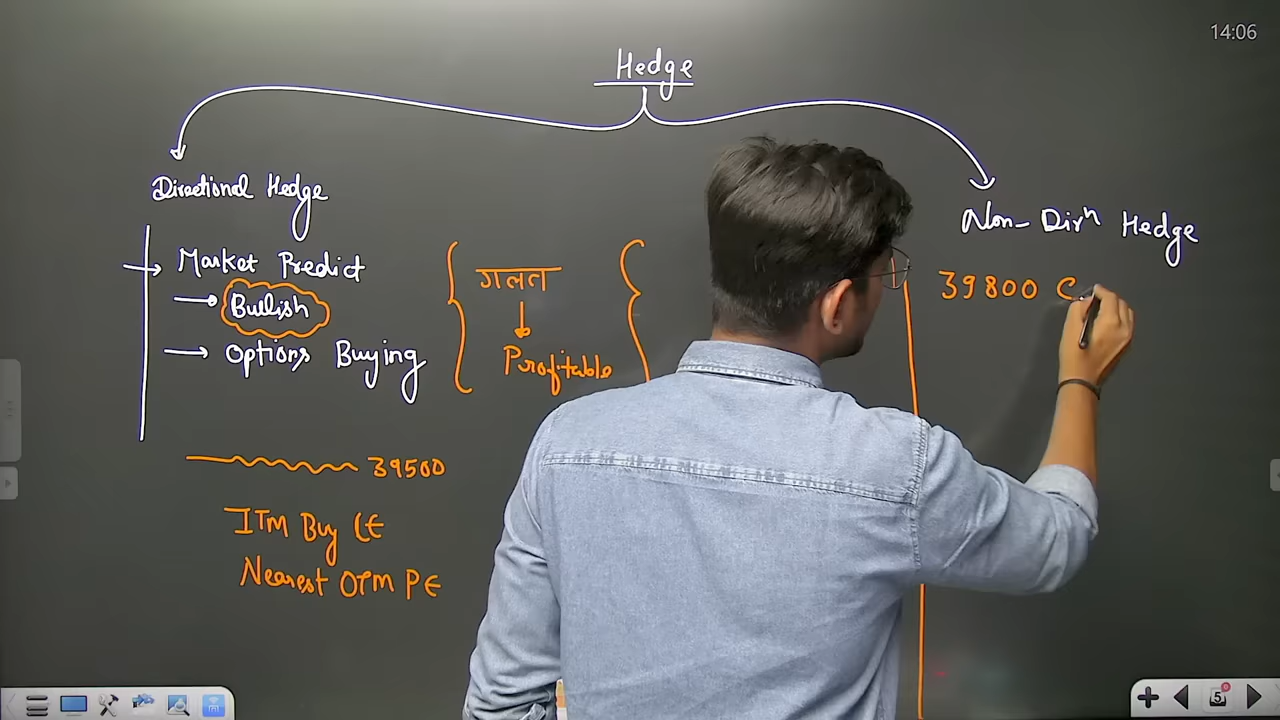 14:06
Hedge
Directional Hedge
Market Predict
Bullish
Options Buying
गलत
Profitable
39500
ITM Buy CE
Nearest OTM PE
Non-Dirⁿ Hedge
39800 C
5